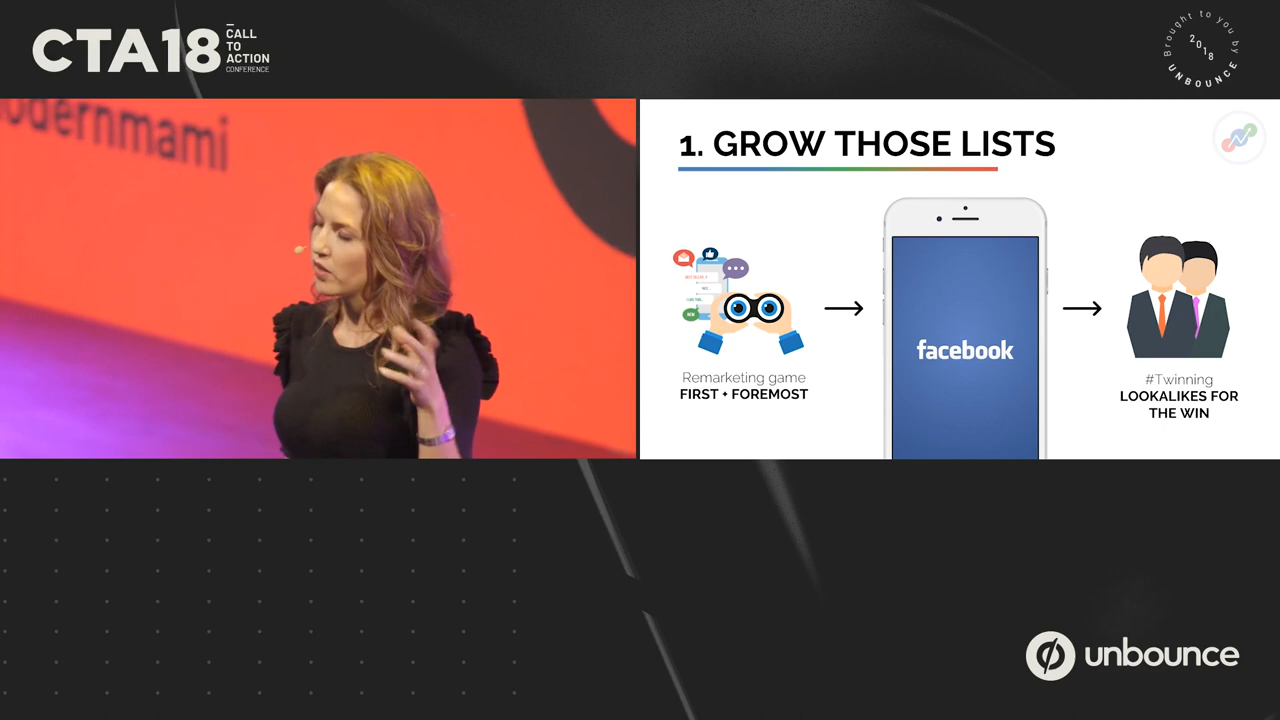 CTA18
CALL
TO
ACTION
CONFERENCE
Brought to you by
2018
UNBOUNCE
odernmami
1. GROW THOSE LISTS
facebook
Remarketing game
FIRST + FOREMOST
#Twinning
LOOKALIKES FOR
THE WIN
unbounce